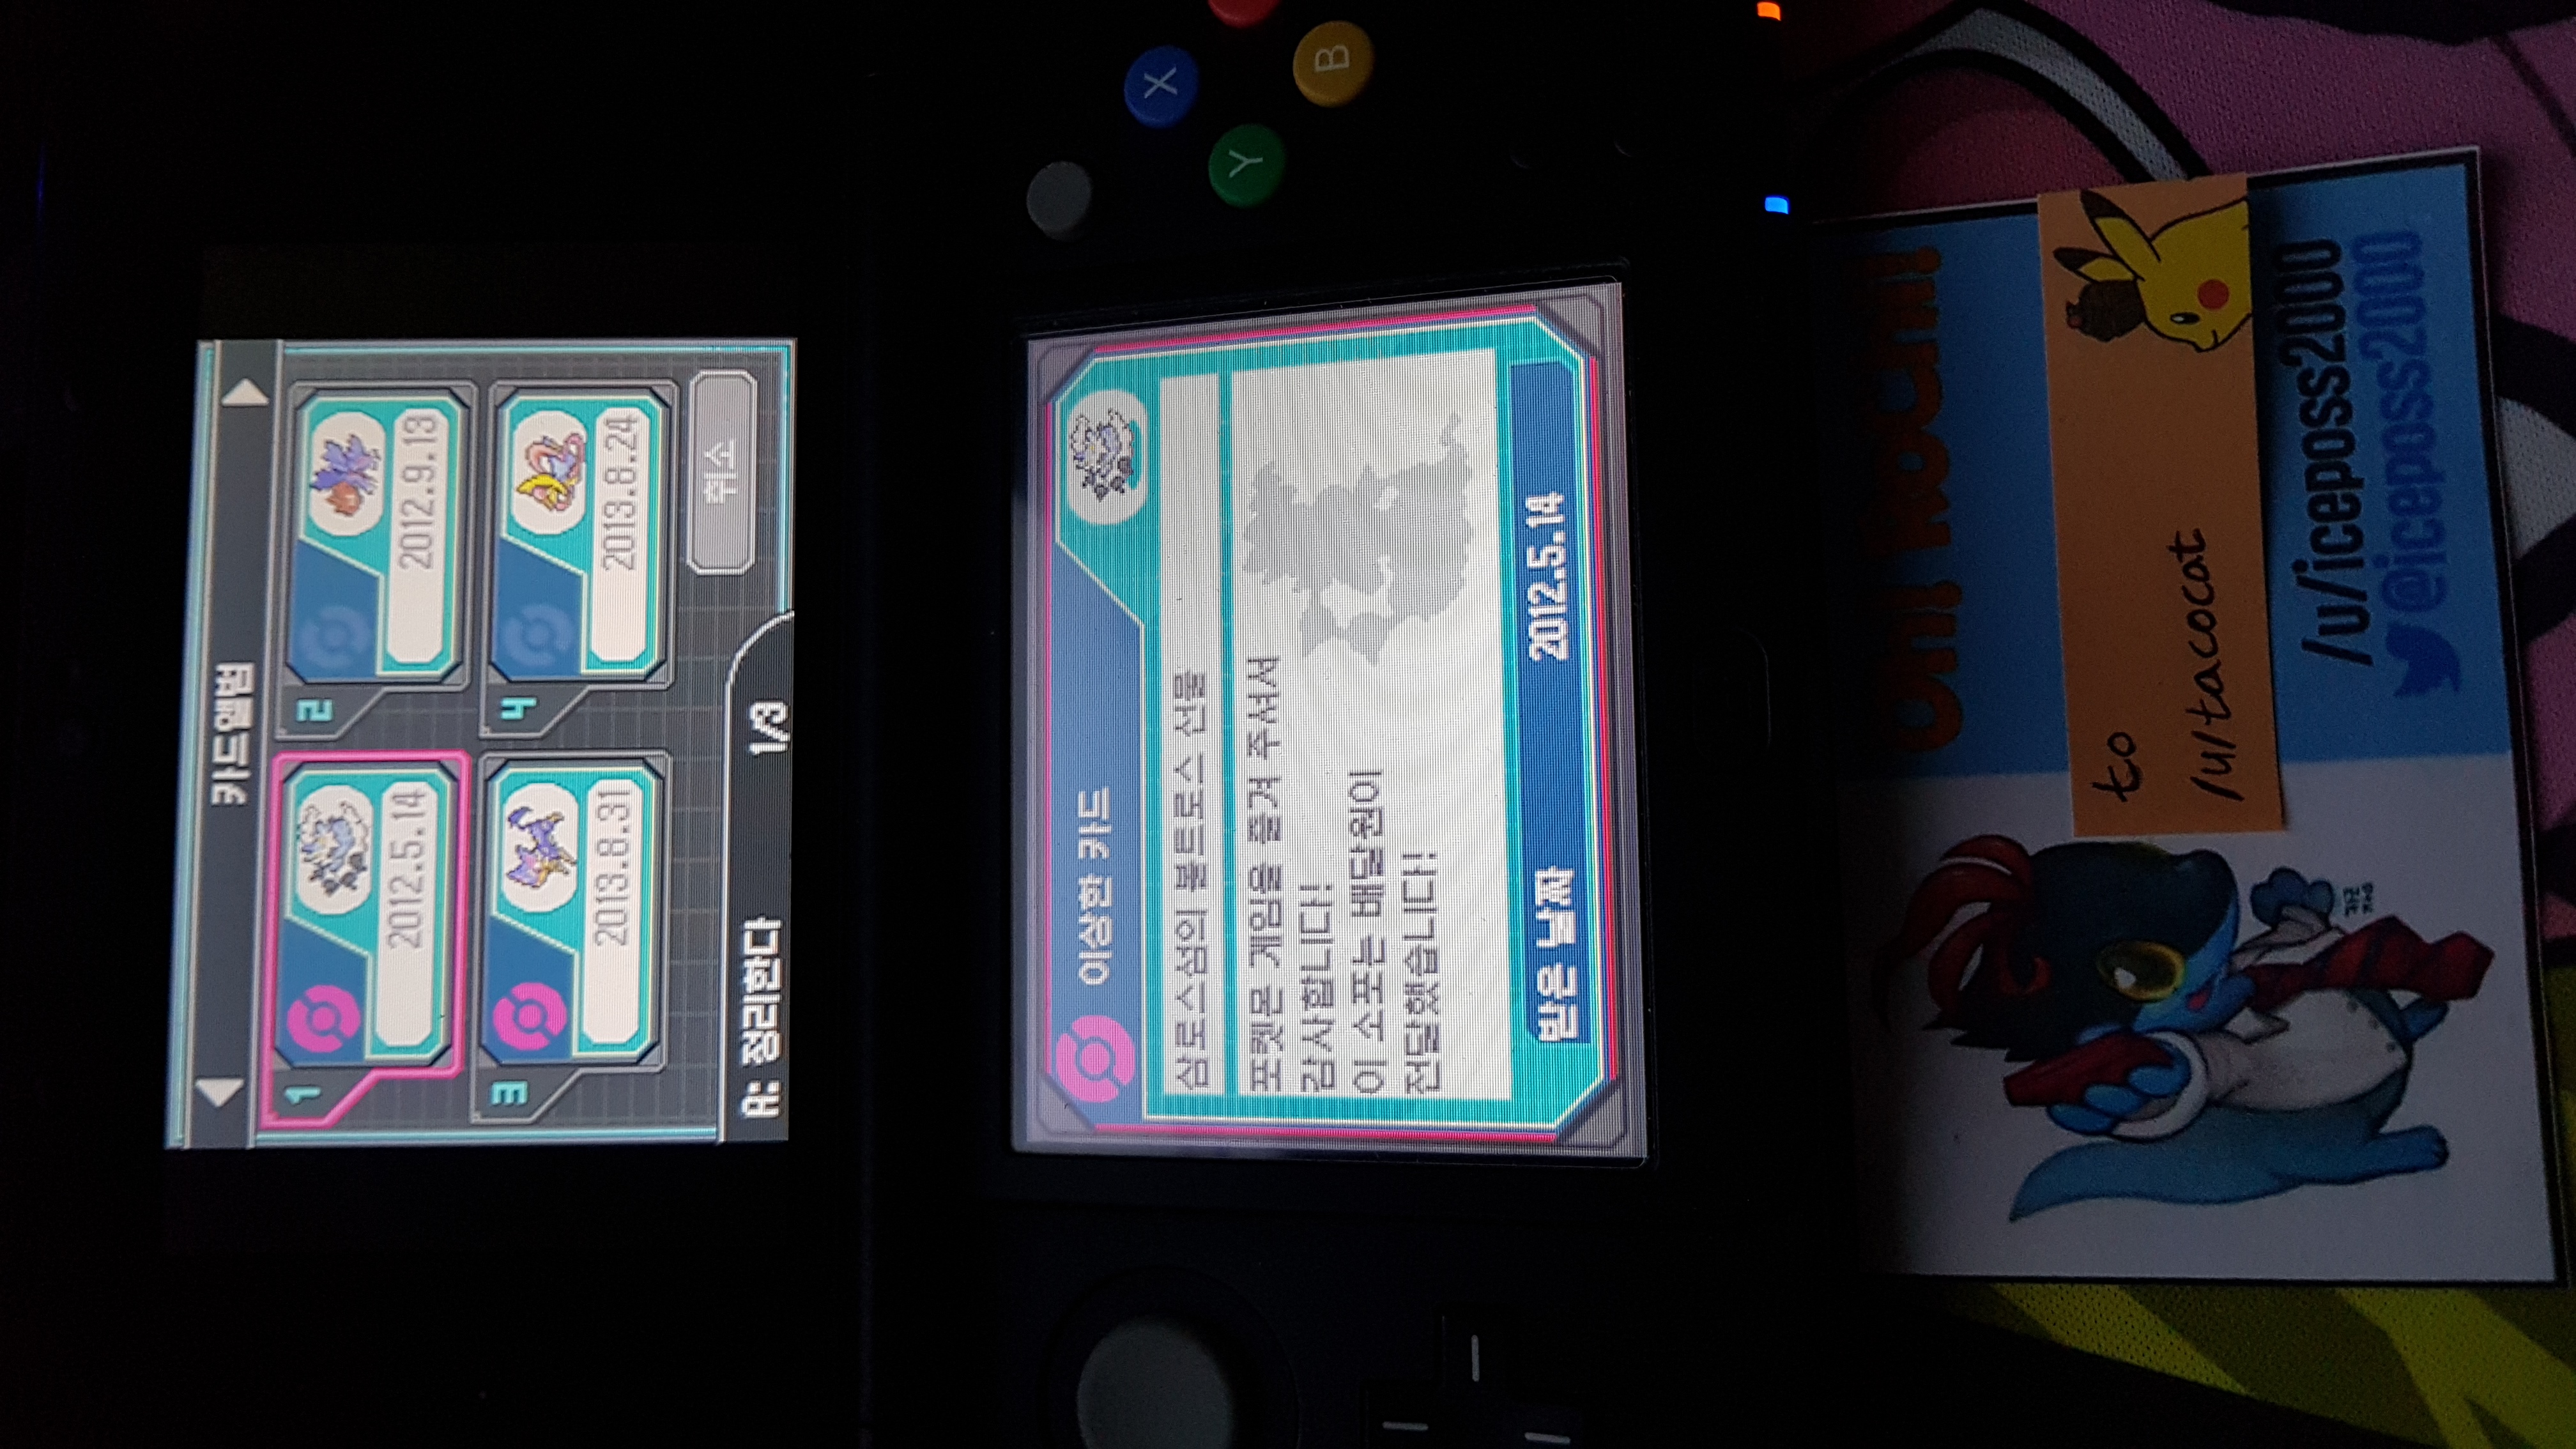 카드앨범
1
2012.5.14
2
2012.9.13
3
2013.8.31
4
2013.8.24
취소
A: 정리한다
1/3
이상한 카드
삼로스섬의 볼트로스 선물
포켓몬 게임을 즐겨 주셔서
감사합니다!
이 소포는 배달원이
전달했습니다!
받은 날짜
2012.5.14
X
Y
B
Oh! KoChi!
to
/u/tacocat
/u/iceposs2000
@iceposs2000